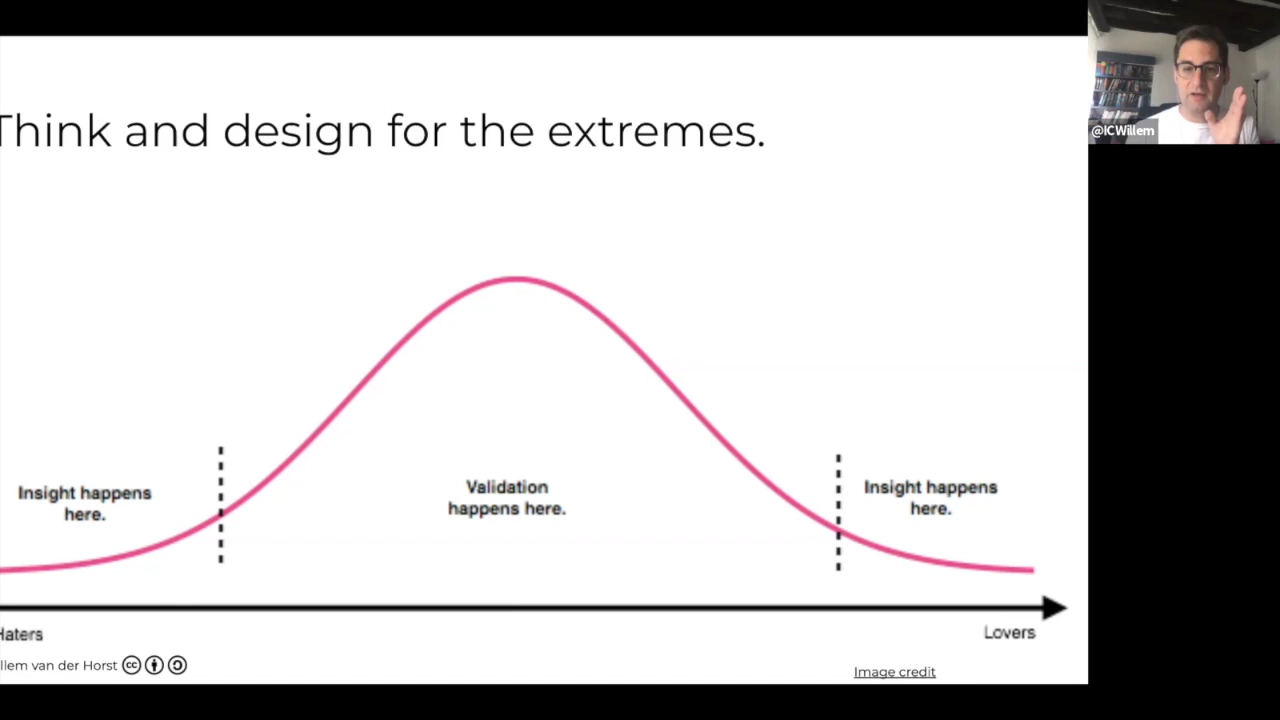 Think and design for the extremes.
@ICWillem
Insight happens
here.
Validation
happens here.
Insight happens
here.
Haters
Lovers
llem van der Horst
Image credit